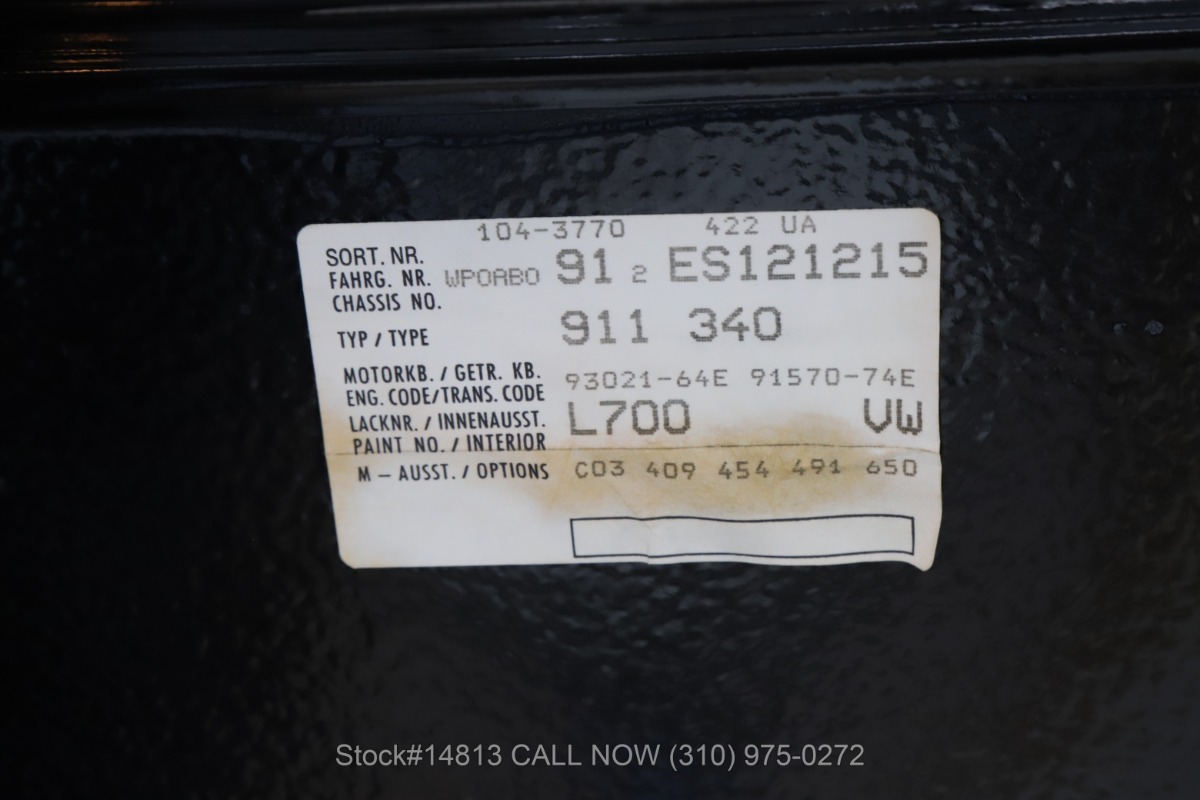 104-3770 422 UA
SORT. NR.
FAHRG. NR. WPOABO 91 2 ES121215
CHASSIS NO.
TYP / TYPE 911 340
MOTORKB. / GETR. KB. 93021-64E 91570-74E
ENG. CODE/TRANS. CODE
LACKNR. / INNENAUSST. L700 VW
PAINT NO. / INTERIOR
M – AUSST. / OPTIONS C03 409 454 491 650
Stock#14813 CALL NOW (310) 975-0272